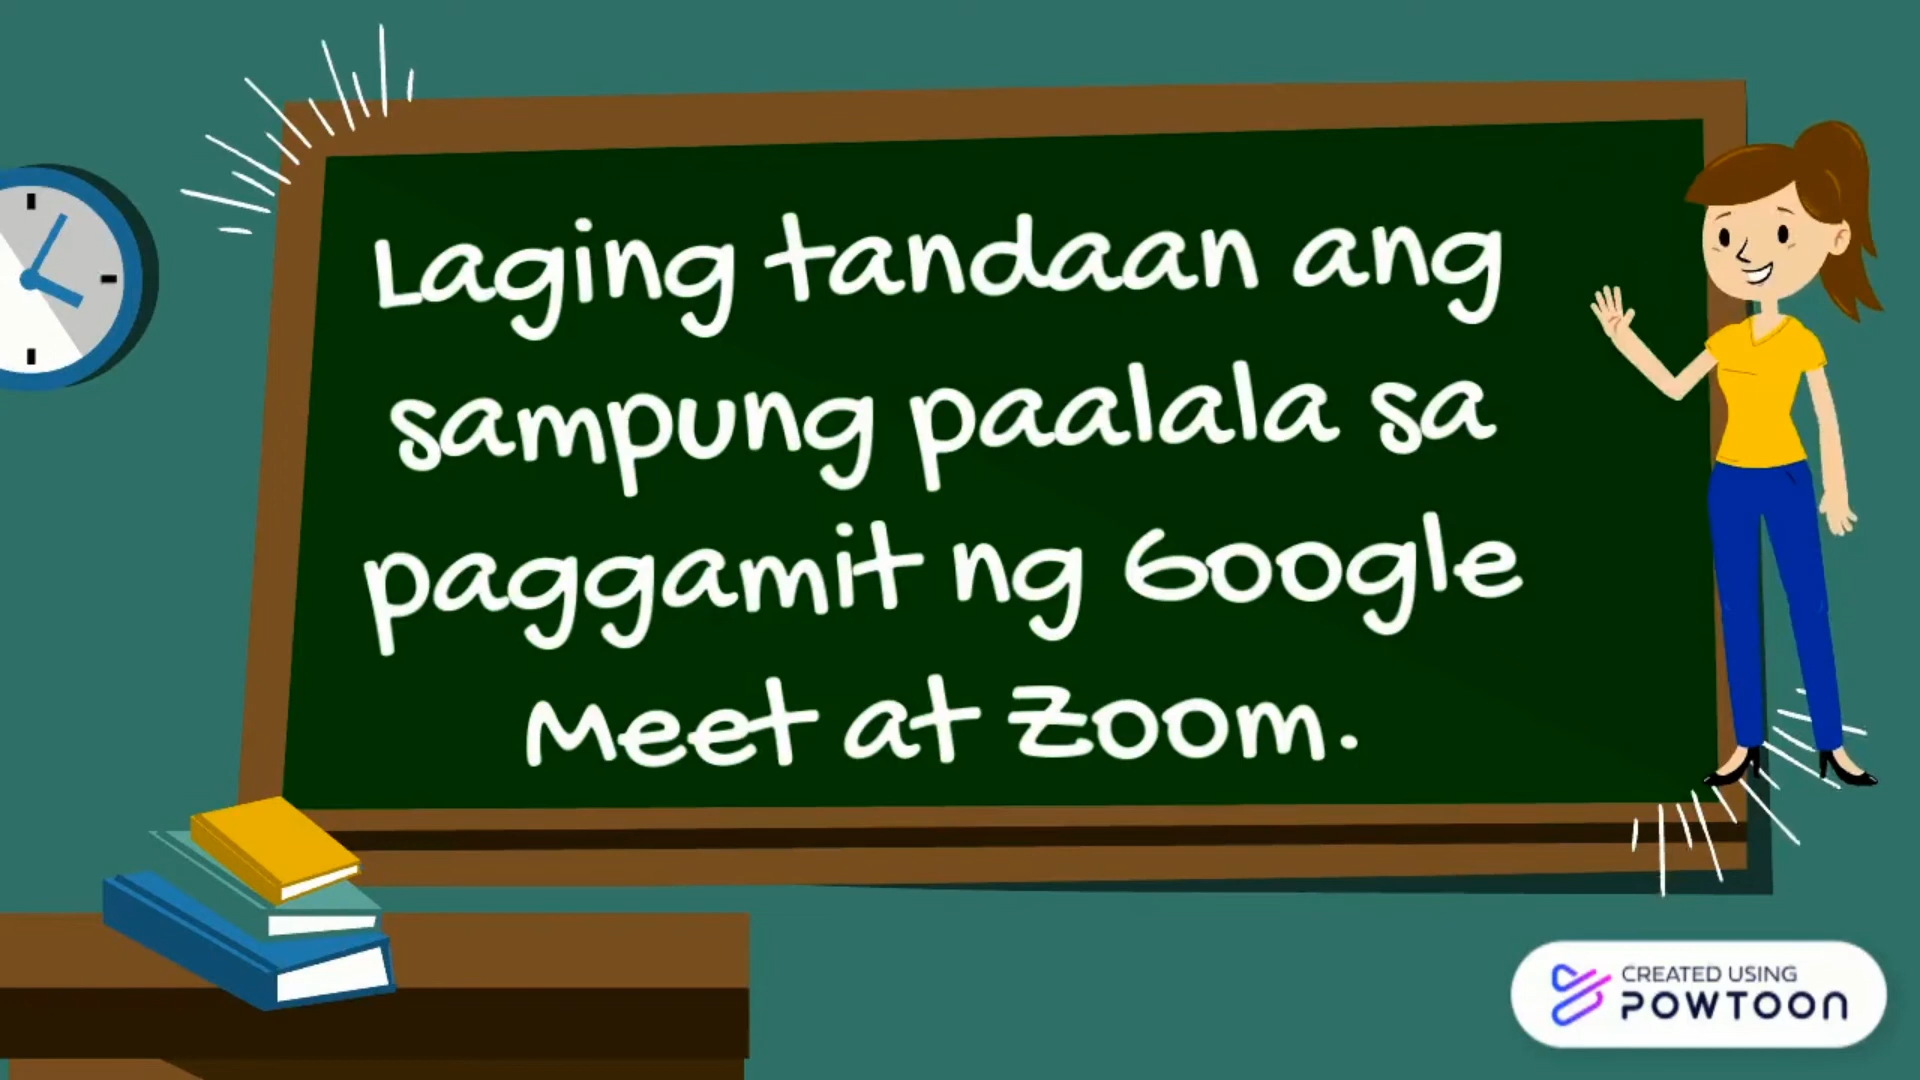 Laging tandaan ang
sampung paalala sa
paggamit ng Google
Meet at Zoom.
CREATED USING
POWTOON